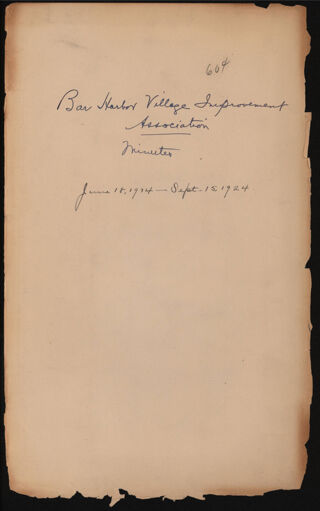 604
Bar Harbor Village Improvement
Association
Minutes
June 18, 1914 — Sept. 15 1924